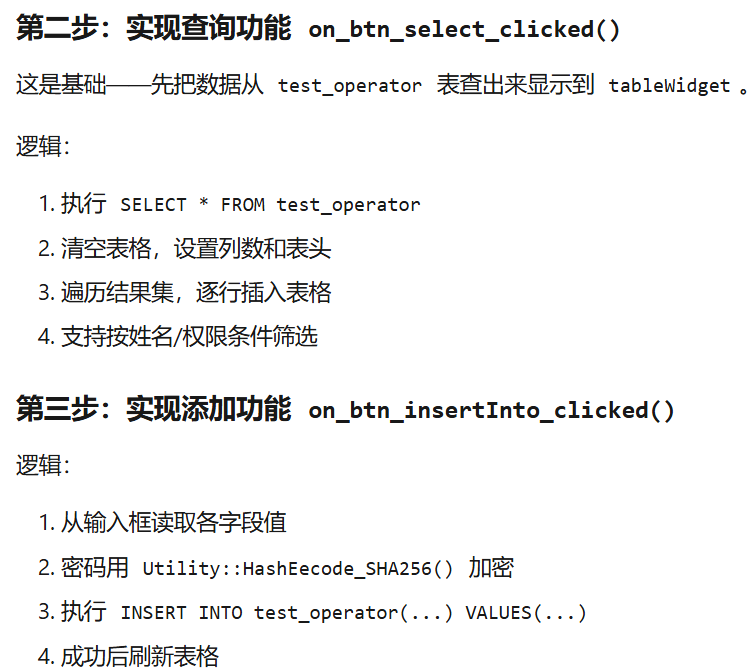 第二步：实现查询功能 on_btn_select_clicked()
这是基础——先把数据从 test_operator 表查出来显示到 tableWidget 。
逻辑：
1. 执行 SELECT * FROM test_operator
2. 清空表格，设置列数和表头
3. 遍历结果集，逐行插入表格
4. 支持按姓名/权限条件筛选
第三步：实现添加功能 on_btn_insertInto_clicked()
逻辑：
1. 从输入框读取各字段值
2. 密码用 Utility::HashEecode_SHA256() 加密
3. 执行 INSERT INTO test_operator(...) VALUES(...)
4. 成功后刷新表格